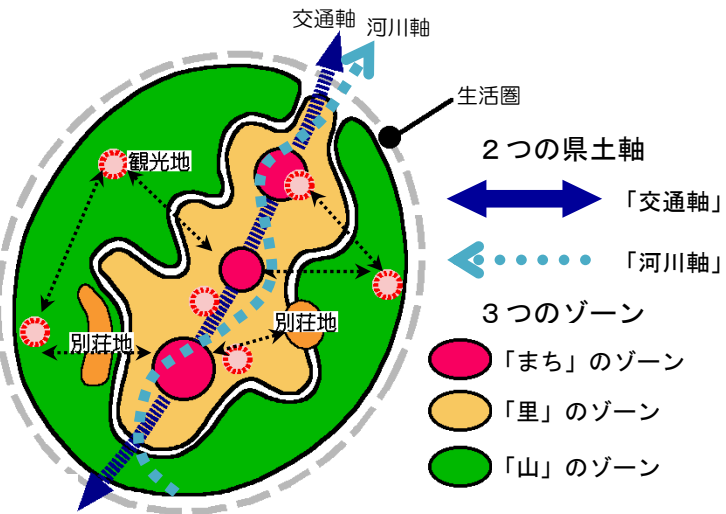 交通軸
河川軸
生活圏
観光地
別荘地
別荘地
２つの県土軸
「交通軸」
「河川軸」
３つのゾーン
「まち」のゾーン
「里」のゾーン
「山」のゾーン